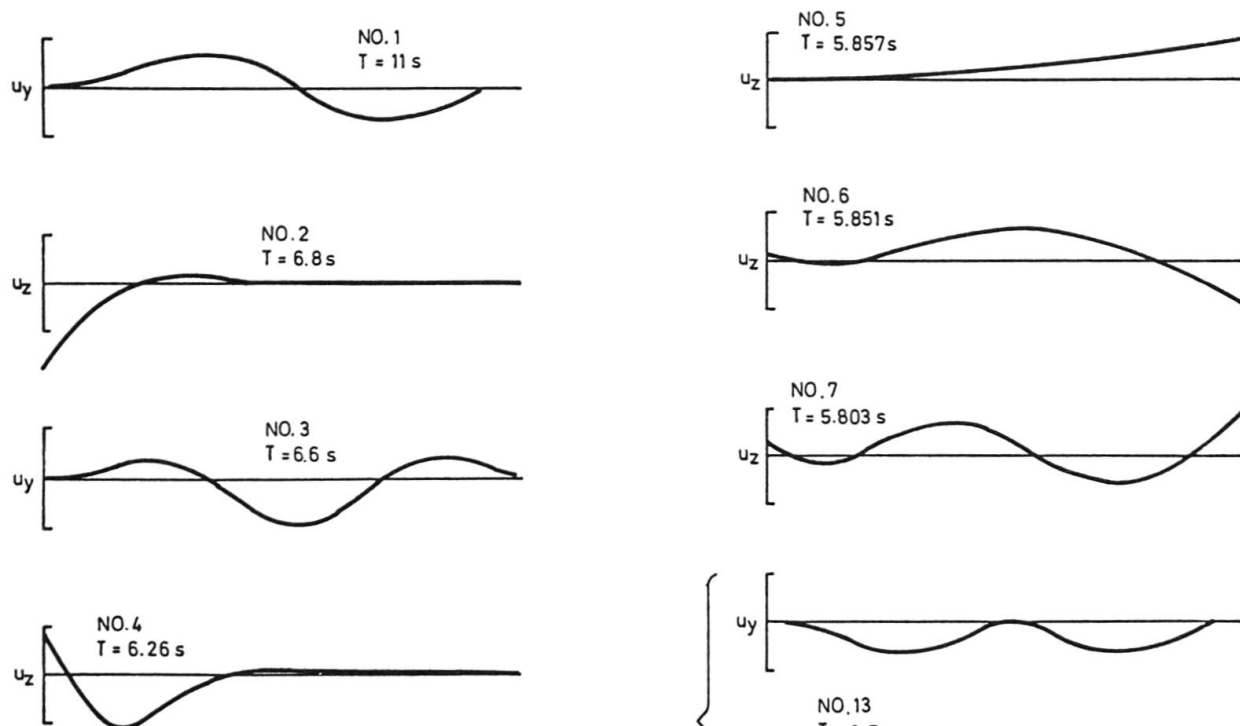 NO.1
T = 11 s
uy
NO.2
T = 6.8 s
uz
NO.3
T = 6.6 s
uy
NO.4
T = 6.26 s
uz
NO.5
T = 5.857s
uz
NO.6
T = 5.851s
uz
NO.7
T = 5.803 s
uz
uy
NO.13